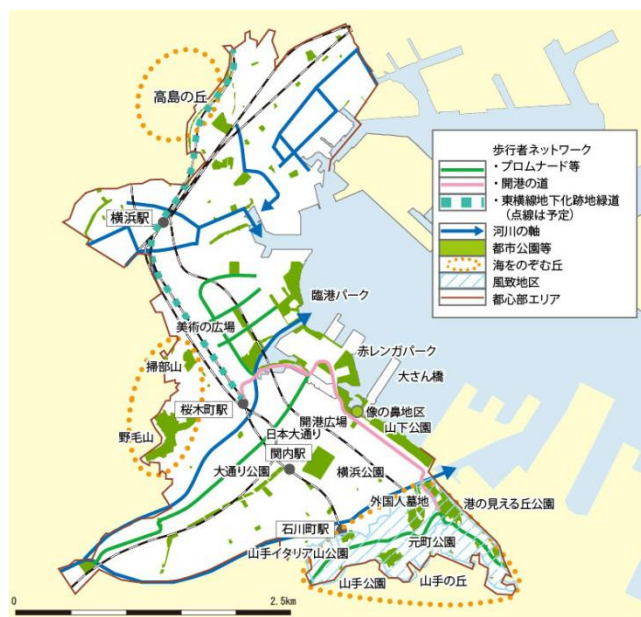 高島の丘
横浜駅
歩行者ネットワーク
・プロムナード等
・開港の道
・東横線地下化跡地緑道
(点線は予定)
河川の軸
都市公園等
海をのぞむ丘
風致地区
都心部エリア
臨港パーク
美術の広場
赤レンガパーク
掃部山
大さん橋
桜木町駅
像の鼻地区
開港広場
山下公園
野毛山
日本大通り
関内駅
大通り公園
横浜公園
外国人墓地
港の見える丘公園
石川町駅
元町公園
山手イタリア山公園
山手公園
山手の丘
0
2.5km